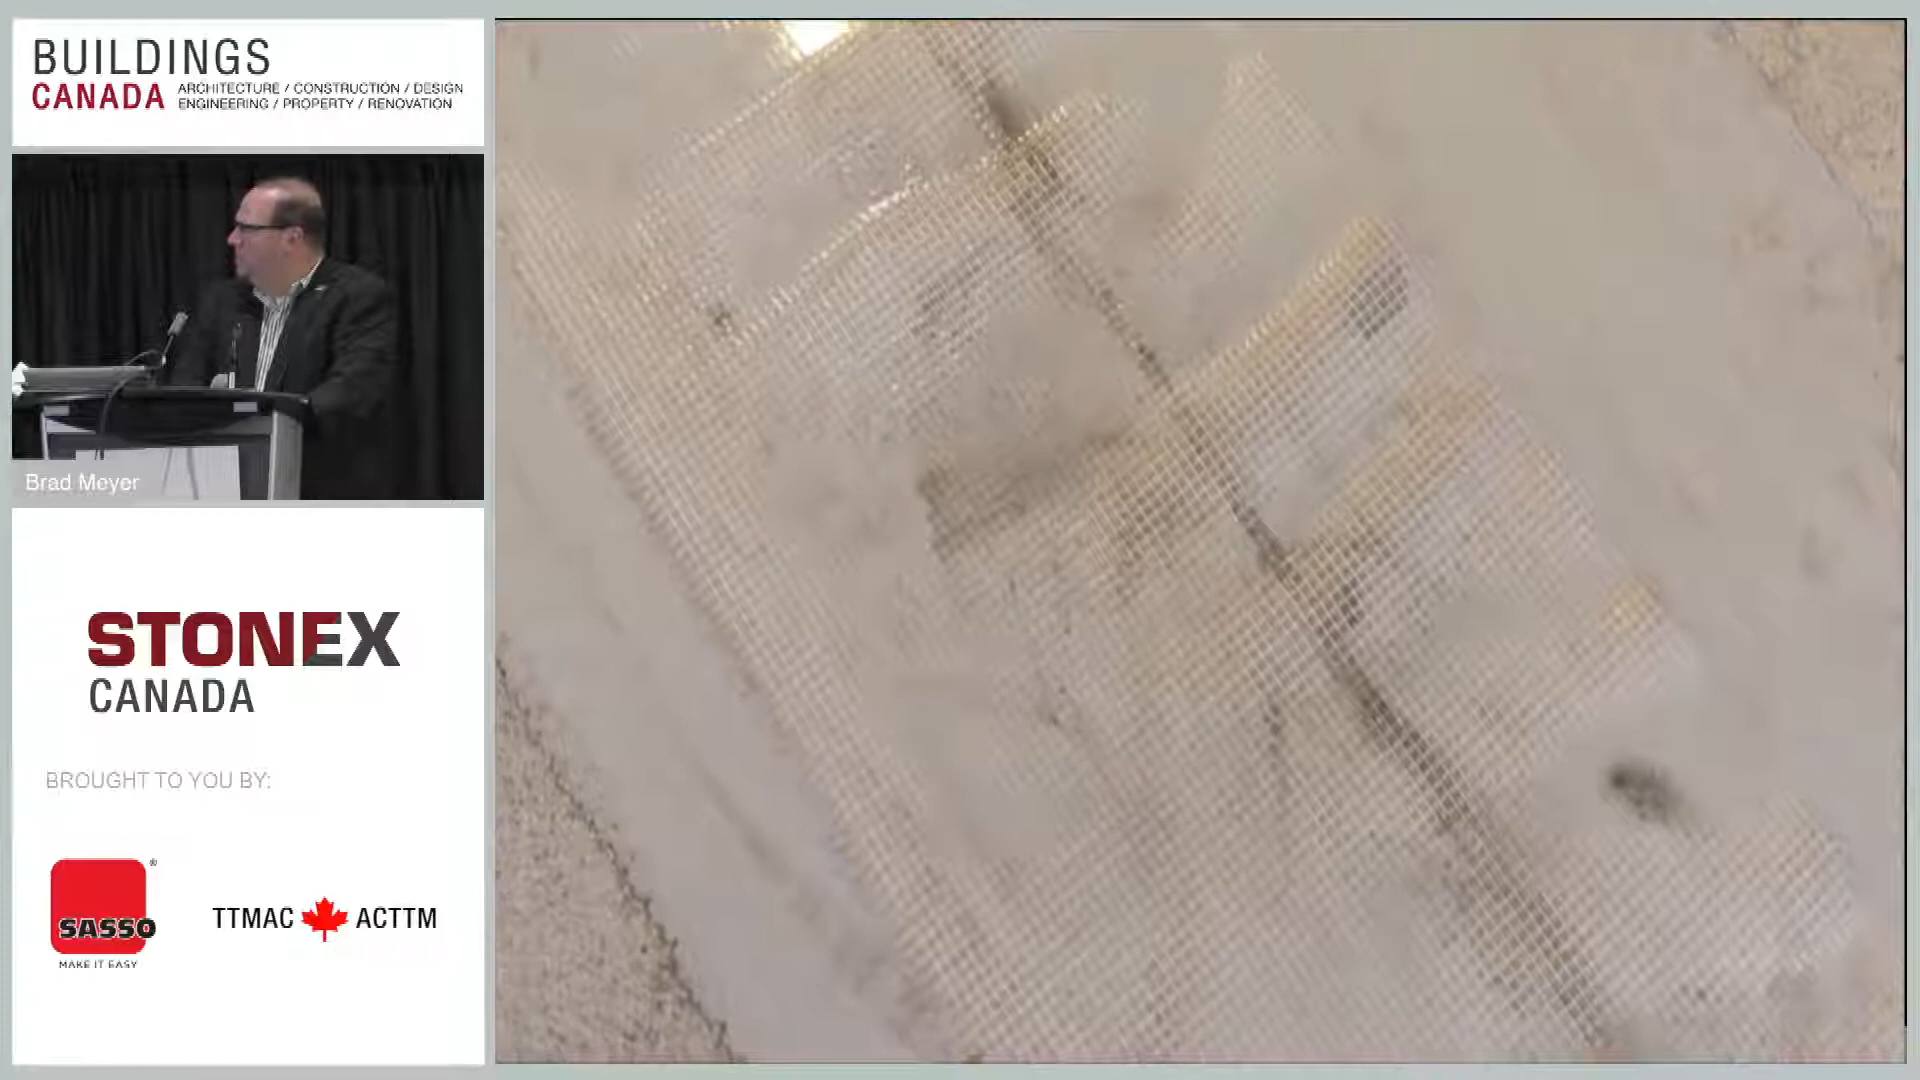 BUILDINGS
CANADA ARCHITECTURE / CONSTRUCTION / DESIGN
ENGINEERING / PROPERTY / RENOVATION
Brad Meyer
STONEX
CANADA
BROUGHT TO YOU BY:
SASSO ®
MAKE IT EASY
TTMAC ACTTM